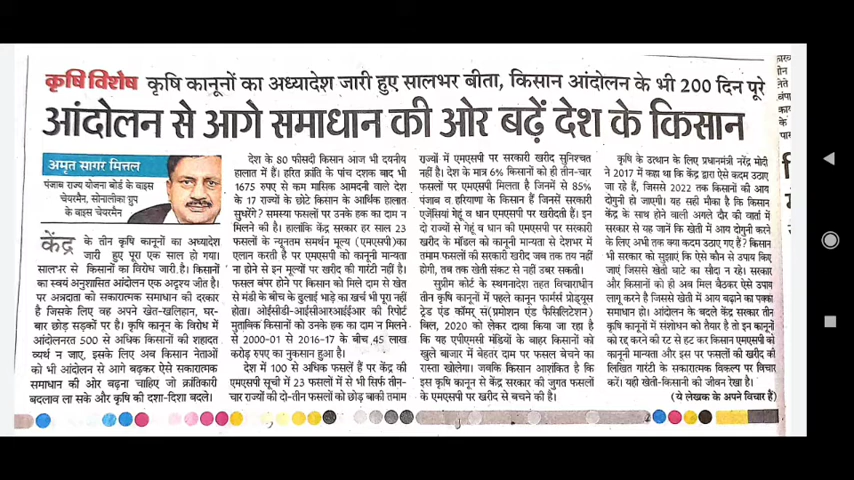 कृषि विशेष कृषि कानूनों का अध्यादेश जारी हुए सालभर बीता, किसान आंदोलन के भी 200 दिन पूरे
आंदोलन से आगे समाधान की ओर बढ़ें देश के किसान
अमृत सागर मित्तल
पंजाब राज्य योजना बोर्ड के वाइस
चेयरमैन, सोनालीका ग्रुप
के वाइस चेयरमैन
केंद्र के तीन कृषि कानूनों का अध्यादेश
जारी हुए पूरा एक साल हो गया।
सालभर से किसानों का विरोध जारी है। किसानों
का स्वयं अनुशासित आंदोलन एक अदृश्य जीत है।
पर अन्नदाता को सकारात्मक समाधान की दरकार
है जिसके लिए वह अपने खेत-खलिहान, घर-
बार छोड़ सड़कों पर है। कृषि कानून के विरोध में
आंदोलनरत 500 से अधिक किसानों की शहादत
व्यर्थ न जाए, इसके लिए अब किसान नेताओं
को भी आंदोलन से आगे बढ़कर ऐसे सकारात्मक
समाधान की ओर बढ़ना चाहिए जो क्रांतिकारी
बदलाव ला सके और कृषि की दशा-दिशा बदले।
देश के 80 फीसदी किसान आज भी दयनीय
हालात में हैं। हरित क्रांति के पांच दशक बाद भी
1675 रुपए से कम मासिक आमदनी वाले देश
के 17 राज्यों के छोटे किसान के आर्थिक हालात
सुधरेंगे? समस्या फसलों पर उनके हक का दाम न
मिलने की है। हालांकि केंद्र सरकार हर साल 23
फसलों के न्यूनतम समर्थन मूल्य (एमएसपी)का
एलान करती है पर एमएसपी को कानूनी मान्यता
ना होने से इन मूल्यों पर खरीद की गारंटी नहीं है।
फसल बंपर होने पर किसान को मिले दाम से खेत
से मंडी के बीच के ढुलाई भाड़े का खर्च भी पूरा नहीं
होता। ओईसीडी-आईसीआरआईईआर की रिपोर्ट
मुताबिक किसानों को उनके हक का दाम न मिलने
से 2000-01 से 2016-17 के बीच 45 लाख
करोड़ रुपए का नुकसान हुआ है।
देश में 100 से अधिक फसलें हैं पर केंद्र की
एमएसपी सूची में 23 फसलों में से भी सिर्फ तीन-
चार राज्यों की दो-तीन फसलों को छोड़ बाकी तमाम
राज्यों में एमएसपी पर सरकारी खरीद सुनिश्चत
नहीं है। देश के मात्र 6% किसानों को ही तीन-चार
फसलों पर एमएसपी मिलता है जिनमें से 85%
पंजाब व हरियाणा के किसान हैं जिनमें सरकारी
एजेंसियां गेहूं व धान एमएसपी पर खरीदती हैं। इन
दो राज्यों से गेहूं व धान की एमएसपी पर सरकारी
खरीद के मॉडल को कानूनी मान्यता से देशभर में
तमाम फसलों की सरकारी खरीद जब तक तय नहीं
होगी, तब तक खेती संकट से नहीं उबर सकती।
सुप्रीम कोर्ट के स्थगनादेश तहत विचाराधीन
तीन कृषि कानूनों में पहले कानून फार्मर्स प्रोड्यूस
ट्रेड एंड कॉमर्स(प्रमोशन एंड फैसिलिटेशन)
बिल, 2020 को लेकर दावा किया जा रहा है
कि यह एपीएमसी मंडियों के बाहर किसानों को
खुले बाजार में बेहतर दाम पर फसल बेचने का
रास्ता खोलेगा। जबकि किसान आशंकित है कि
इस कृषि कानून से केंद्र सरकार की जुगत फसलों
के एमएसपी पर खरीद से बचने की है।
कृषि के उत्थान के लिए प्रधानमंत्री नरेंद्र मोदी
ने 2017 में कहा था कि केंद्र द्वारा ऐसे कदम उठाए
जा रहे हैं, जिससे 2022 तक किसानों की आय
दोगुनी हो जाएगी। यह सही मौका है कि किसान
केंद्र के साथ होने वाली अगले दौर की वार्ता में
सरकार से यह जानें कि खेती में आय दोगुनी करने
के लिए अभी तक क्या कदम उठाए गए हैं? किसान
भी सरकार को सुझाएं कि ऐसे कौन से उपाय किए
जाएं जिससे खेती घाटे का सौदा न रहे। सरकार
और किसानों को ही अब मिल बैठकर ऐसे उपाय
लागू करने है जिससे खेती में आय बढ़ाने का पक्का
समाधान हो। आंदोलन के बदले केंद्र सरकार तीन
कृषि कानूनों में संशोधन को तैयार है तो इन कानूनों
को रद्द करने की रट से हट कर किसान एमएसपी को
कानूनी मान्यता और इस पर फसलों की खरीद की
लिखित गारंटी के सकारात्मक विकल्प पर विचार
करें। यही खेती-किसानी की जीवन रेखा है।
(ये लेखक के अपने विचार हैं)